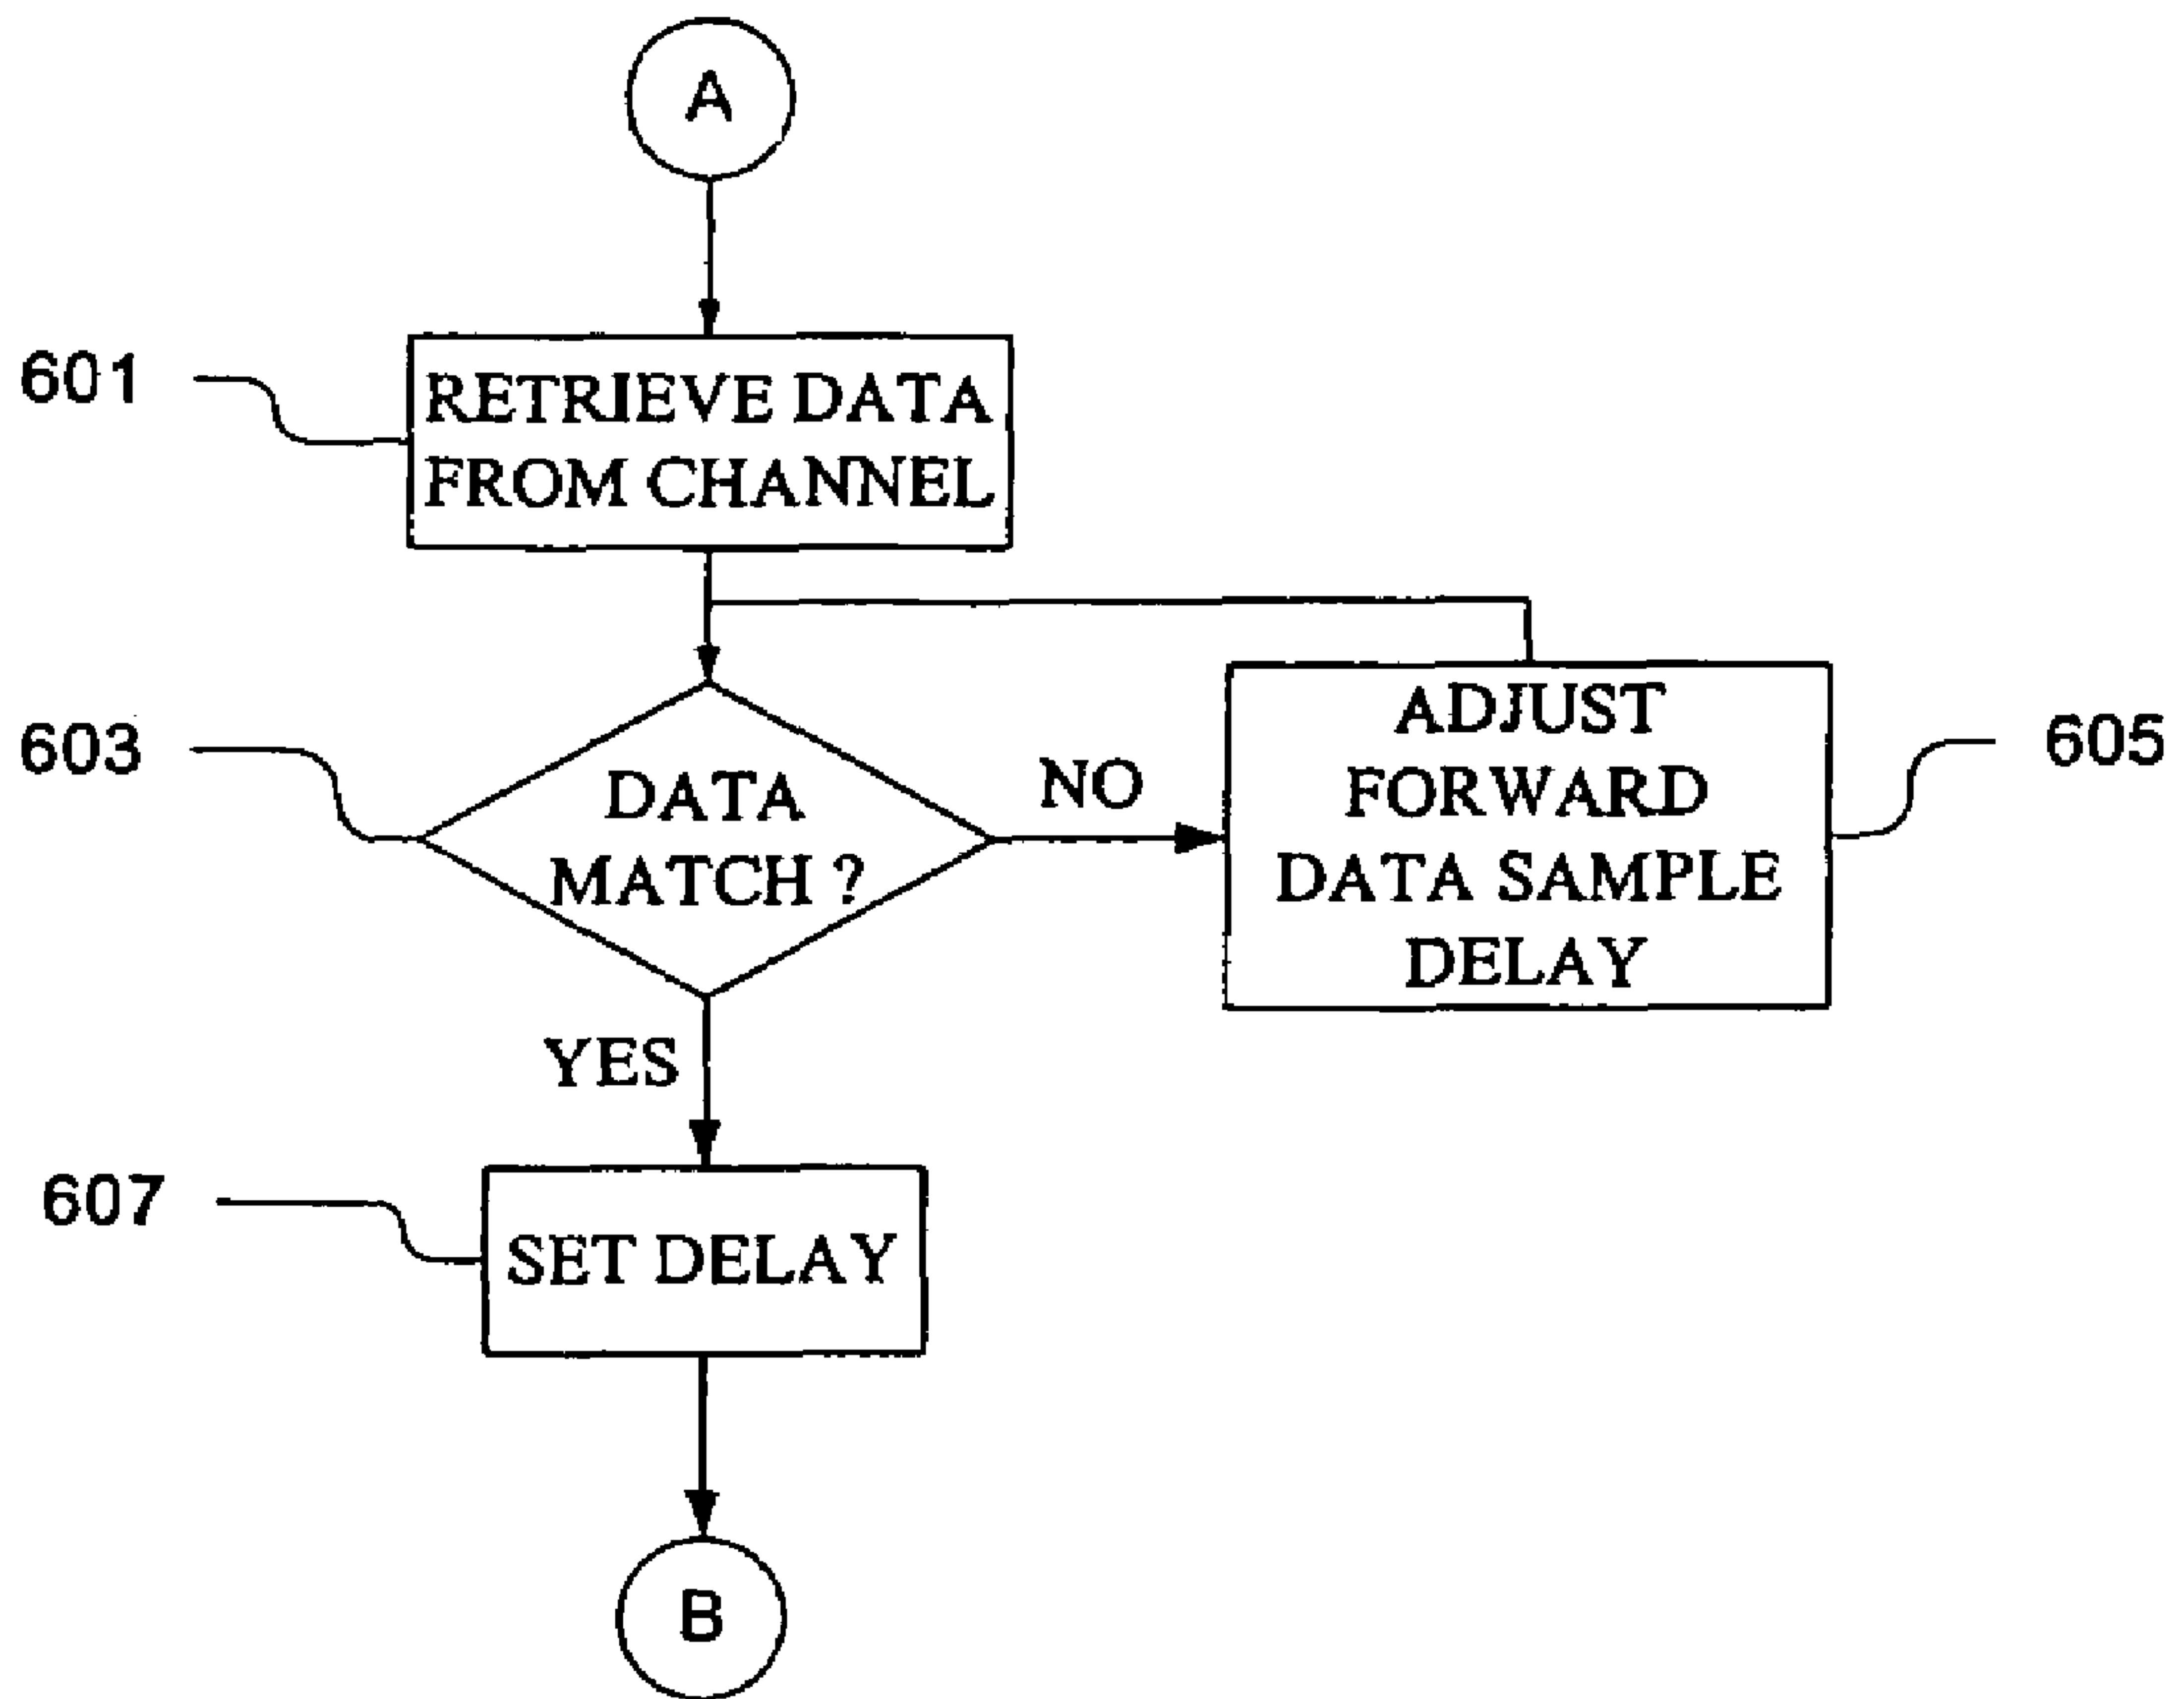 A
601
RETRIEVE DATA
FROM CHANNEL
603
DATA
MATCH ?
NO
ADJUST
FORWARD
DATA SAMPLE
DELAY
605
YES
607
SET DELAY
B